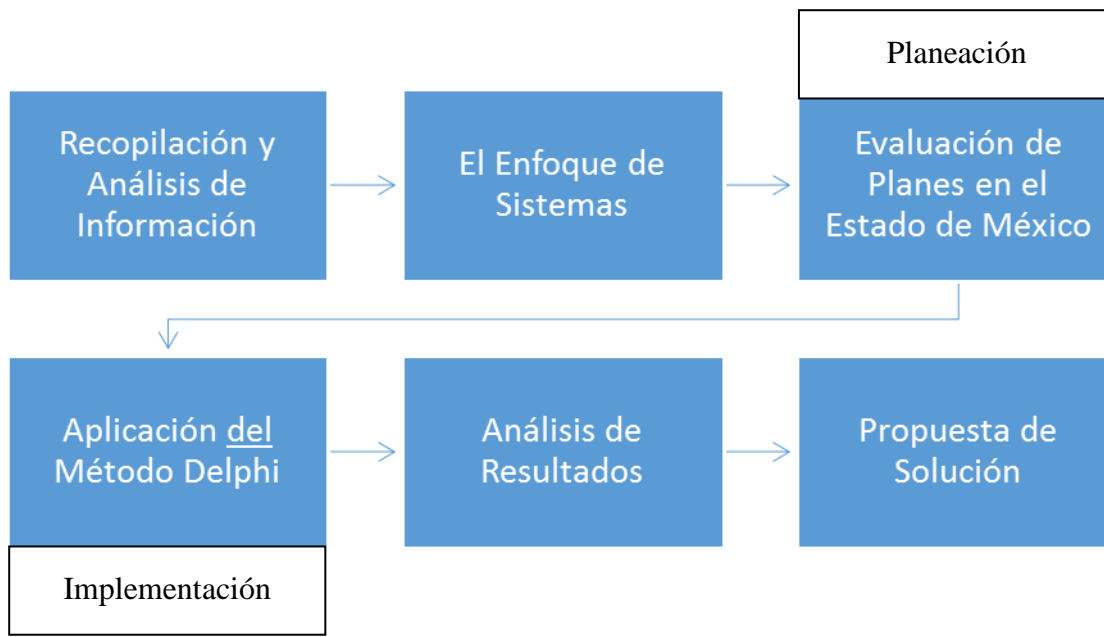 Planeación
Recopilación y
Análisis de
Información
El Enfoque de
Sistemas
Evaluación de
Planes en el
Estado de México
Aplicación del
Método Delphi
Análisis de
Resultados
Propuesta de
Solución
Implementación